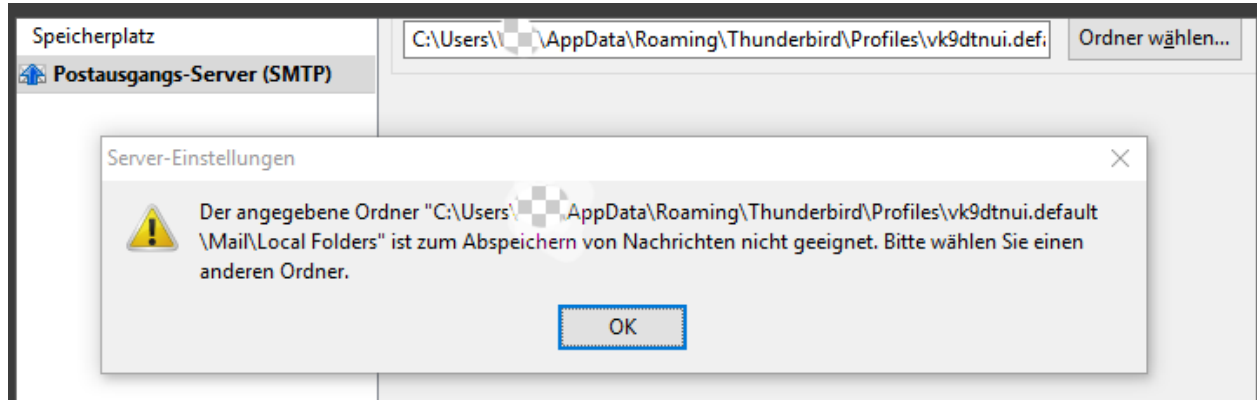 Speicherplatz
C:\Users\ \AppData\Roaming\Thunderbird\Profiles\vk9dtnui.def
Ordner wählen...
Postausgangs-Server (SMTP)
Server-Einstellungen
Der angegebene Ordner "C:\Users\ AppData\Roaming\Thunderbird\Profiles\vk9dtnui.default
\Mail\Local Folders" ist zum Abspeichern von Nachrichten nicht geeignet. Bitte wählen Sie einen
anderen Ordner.
OK